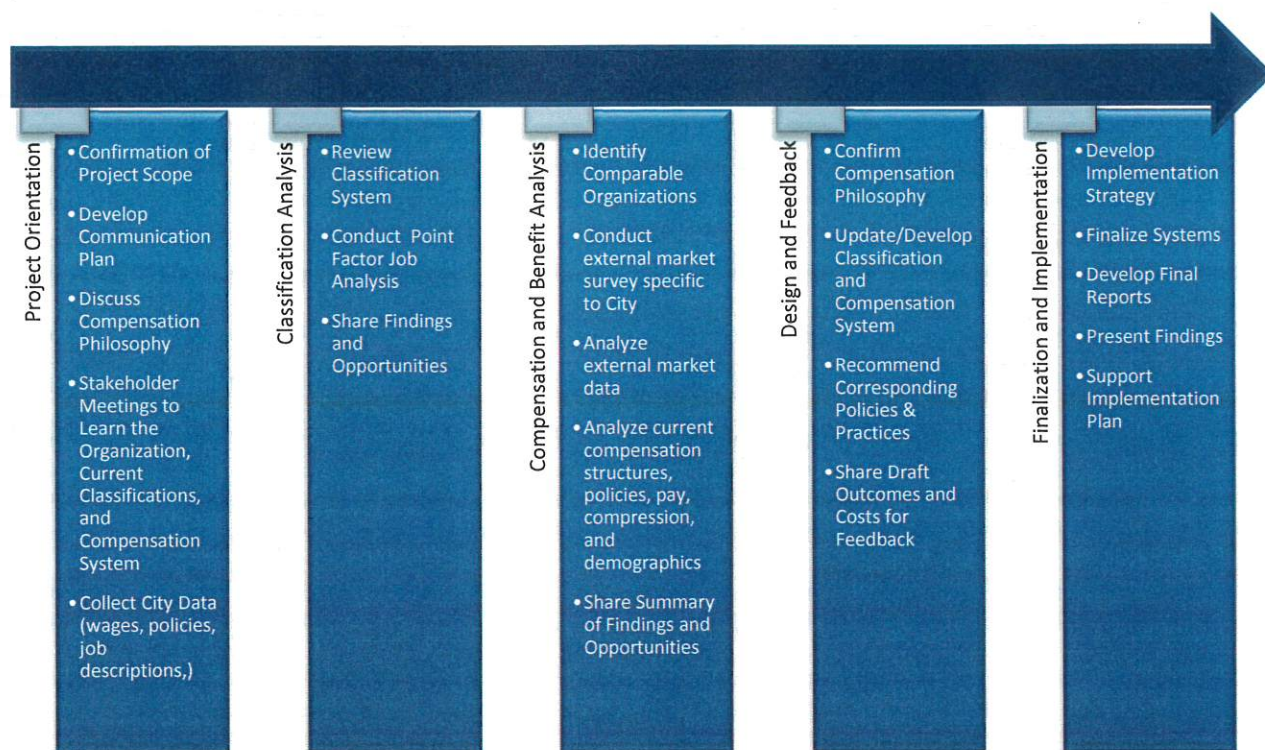 Project Orientation
• Confirmation of
Project Scope
• Develop
Communication
Plan
• Discuss
Compensation
Philosophy
• Stakeholder
Meetings to
Learn the
Organization,
Current
Classifications,
and
Compensation
System
• Collect City Data
(wages, policies,
job
descriptions,)
Classification Analysis
• Review
Classification
System
• Conduct Point
Factor Job
Analysis
• Share Findings
and
Opportunities
Compensation and Benefit Analysis
• Identify
Comparable
Organizations
• Conduct
external market
survey specific
to City
• Analyze
external market
data
• Analyze current
compensation
structures,
policies, pay,
compression,
and
demographics
• Share Summary
of Findings and
Opportunities
Design and Feedback
• Confirm
Compensation
Philosophy
• Update/Develop
Classification
and
Compensation
System
• Recommend
Corresponding
Policies &
Practices
• Share Draft
Outcomes and
Costs for
Feedback
Finalization and Implementation
• Develop
Implementation
Strategy
• Finalize Systems
• Develop Final
Reports
• Present Findings
• Support
Implementation
Plan